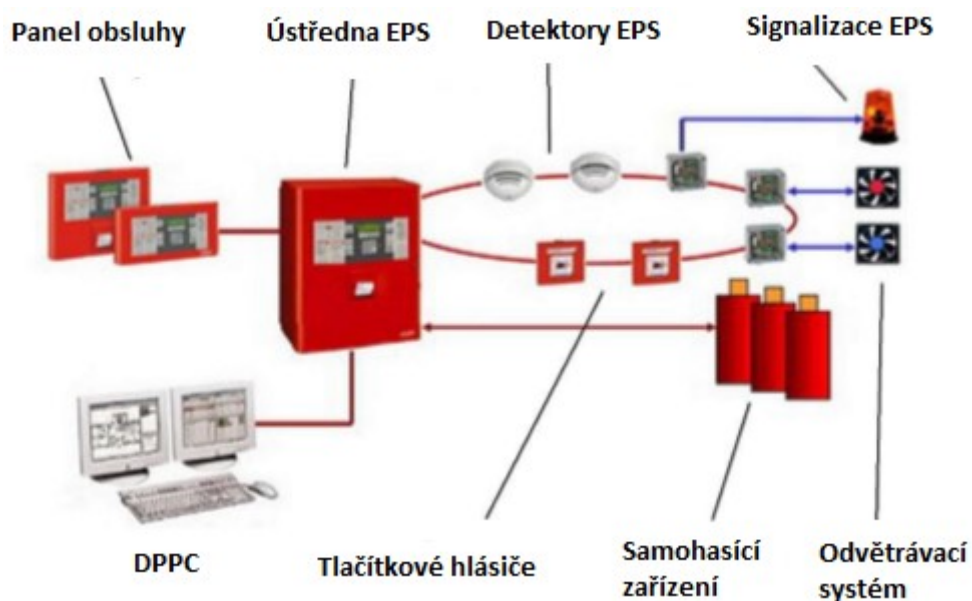 Panel obsluhy
Ústředna EPS
Detektory EPS
Signalizace EPS
DPPC
Tlačítkové hlásiče
Samohasící
zařízení
Odvětrávací
systém